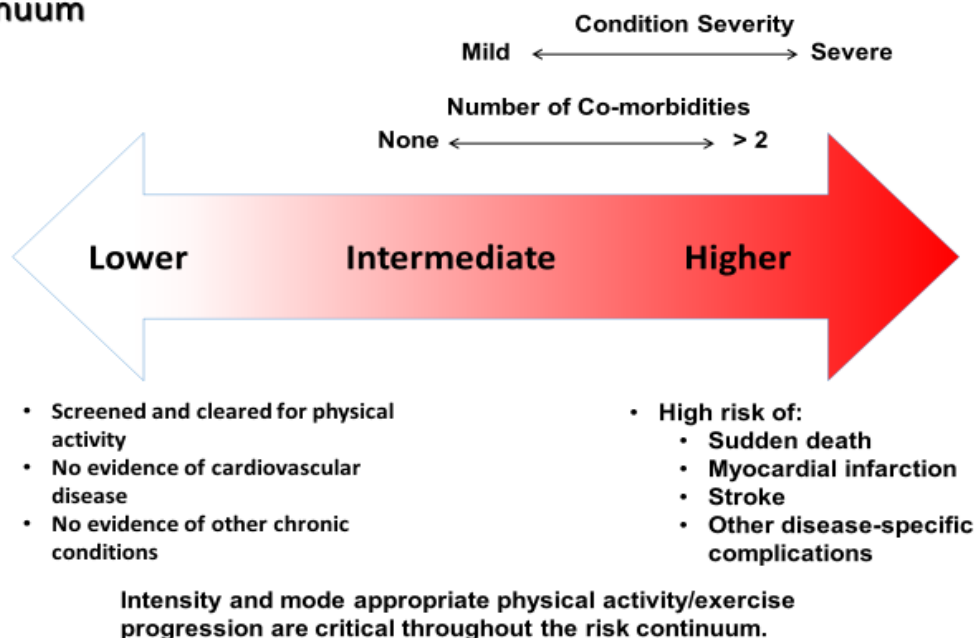 nuum
Condition Severity
Mild Severe
Number of Co-morbidities
None > 2
Lower Intermediate Higher
• Screened and cleared for physical
activity
• No evidence of cardiovascular
disease
• No evidence of other chronic
conditions
• High risk of:
• Sudden death
• Myocardial infarction
• Stroke
• Other disease-specific
complications
Intensity and mode appropriate physical activity/exercise
progression are critical throughout the risk continuum.